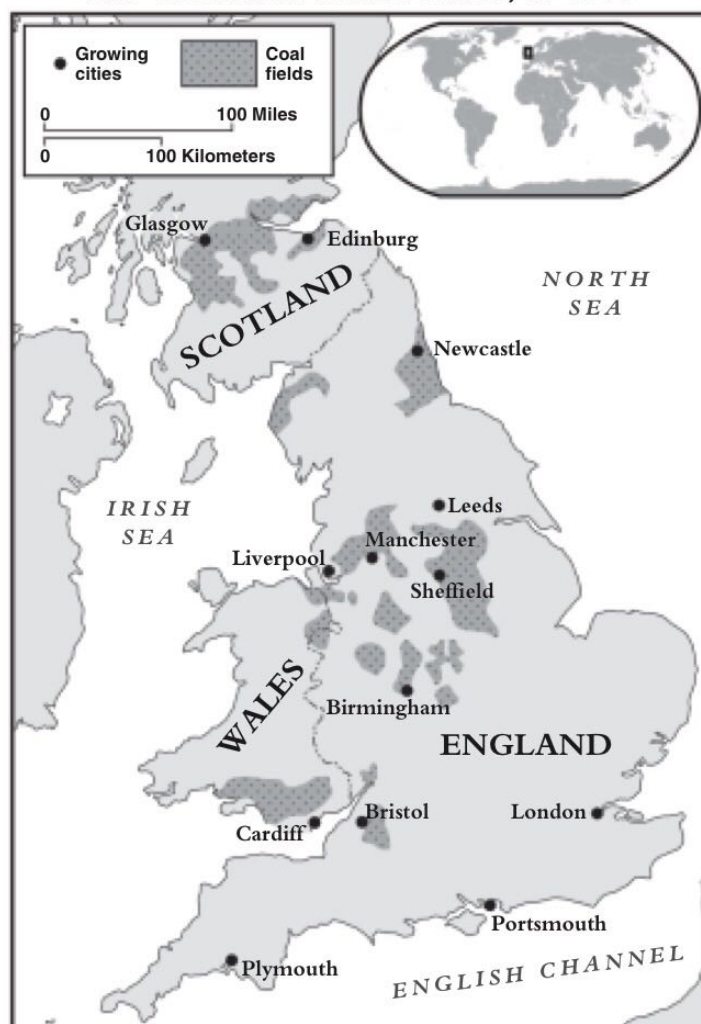 Growing
cities
Coal
fields
0 100 Miles
0 100 Kilometers
Glasgow
Edinburg
NORTH
SEA
SCOTLAND
Newcastle
IRISH
SEA
Leeds
Manchester
Liverpool
Sheffield
WALES
Birmingham
ENGLAND
Cardiff
Bristol
London
Portsmouth
Plymouth
ENGLISH CHANNEL